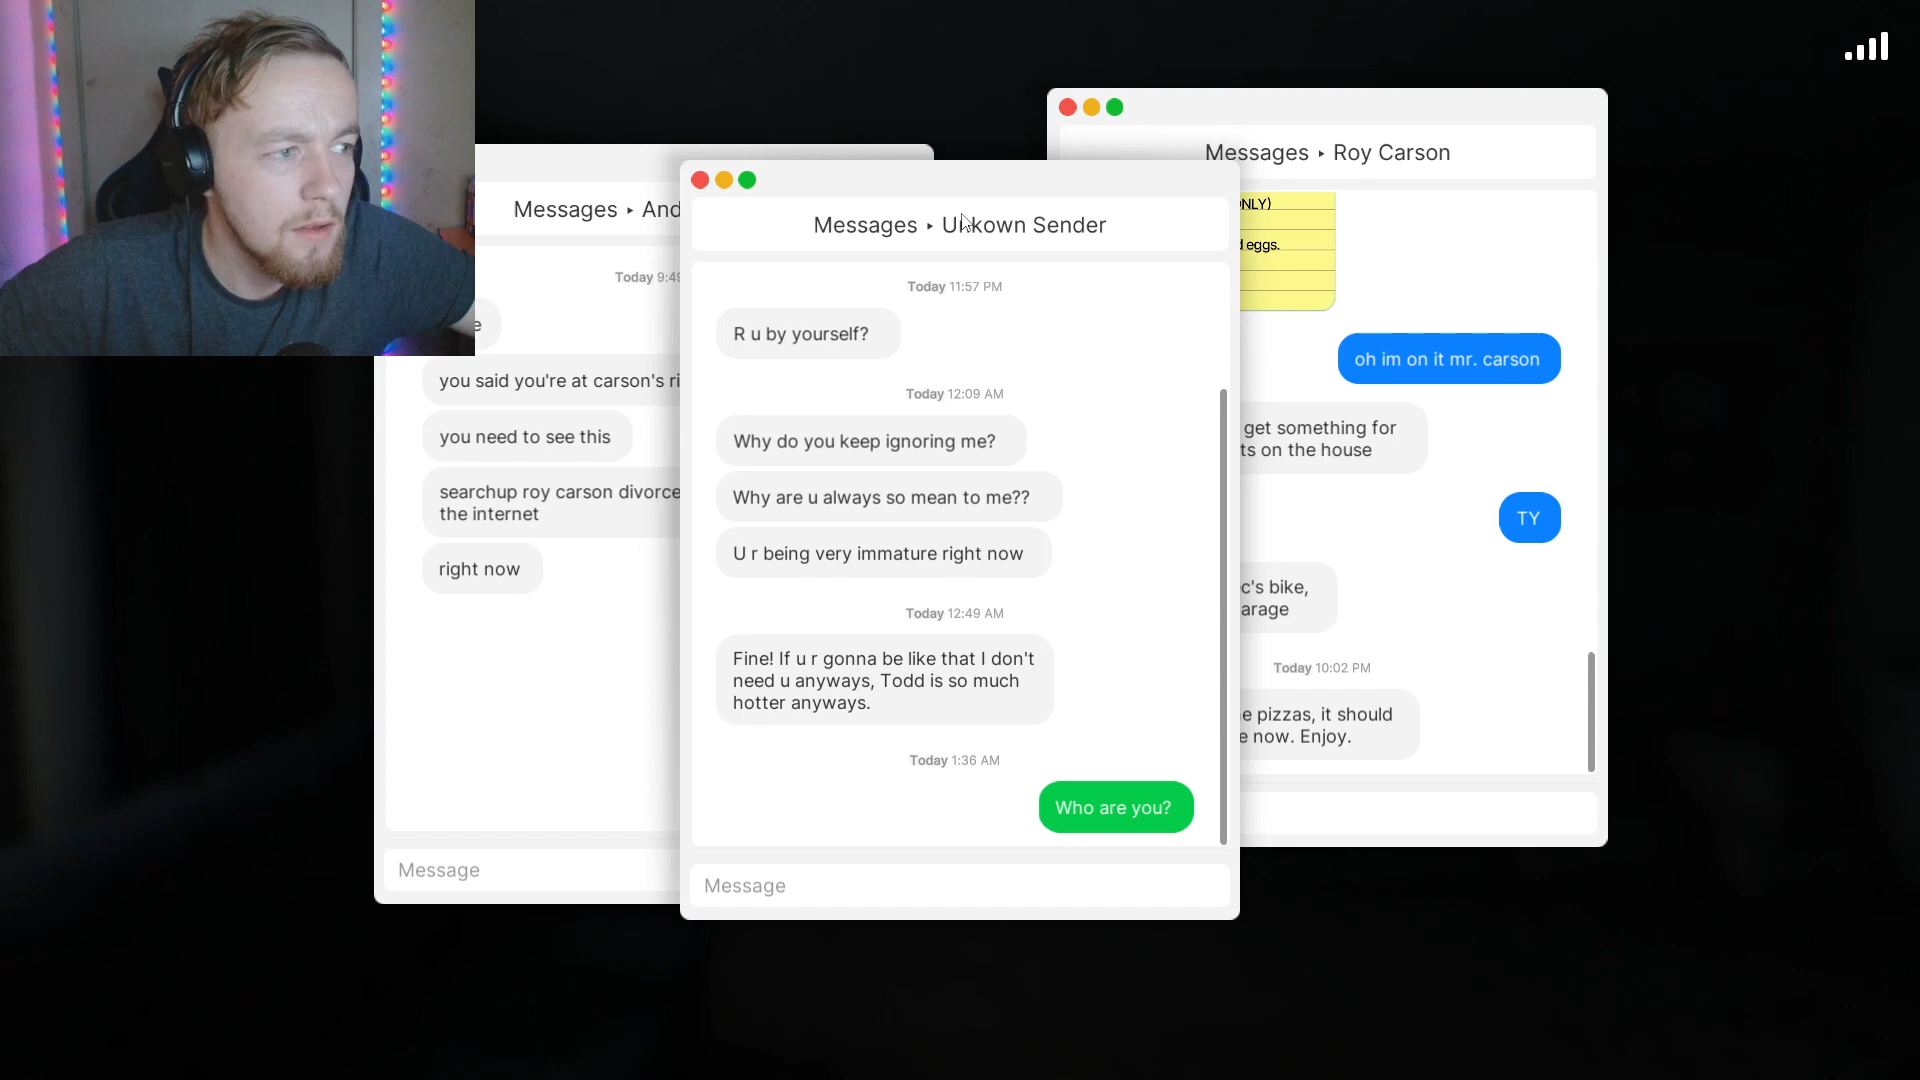 Messages ▸ And
Today 9:49
e
you said you're at carson's ri
you need to see this
searchup roy carson divorce
the internet
right now
Message
Messages ▸ Unkown Sender
Today 11:57 PM
R u by yourself?
Today 12:09 AM
Why do you keep ignoring me?
Why are u always so mean to me??
U r being very immature right now
Today 12:49 AM
Fine! If u r gonna be like that I don't
need u anyways, Todd is so much
hotter anyways.
Today 1:36 AM
Who are you?
Message
Messages ▸ Roy Carson
ONLY)
d eggs.
oh im on it mr. carson
get something for
ts on the house
TY
ec's bike,
arage
Today 10:02 PM
e pizzas, it should
e now. Enjoy.